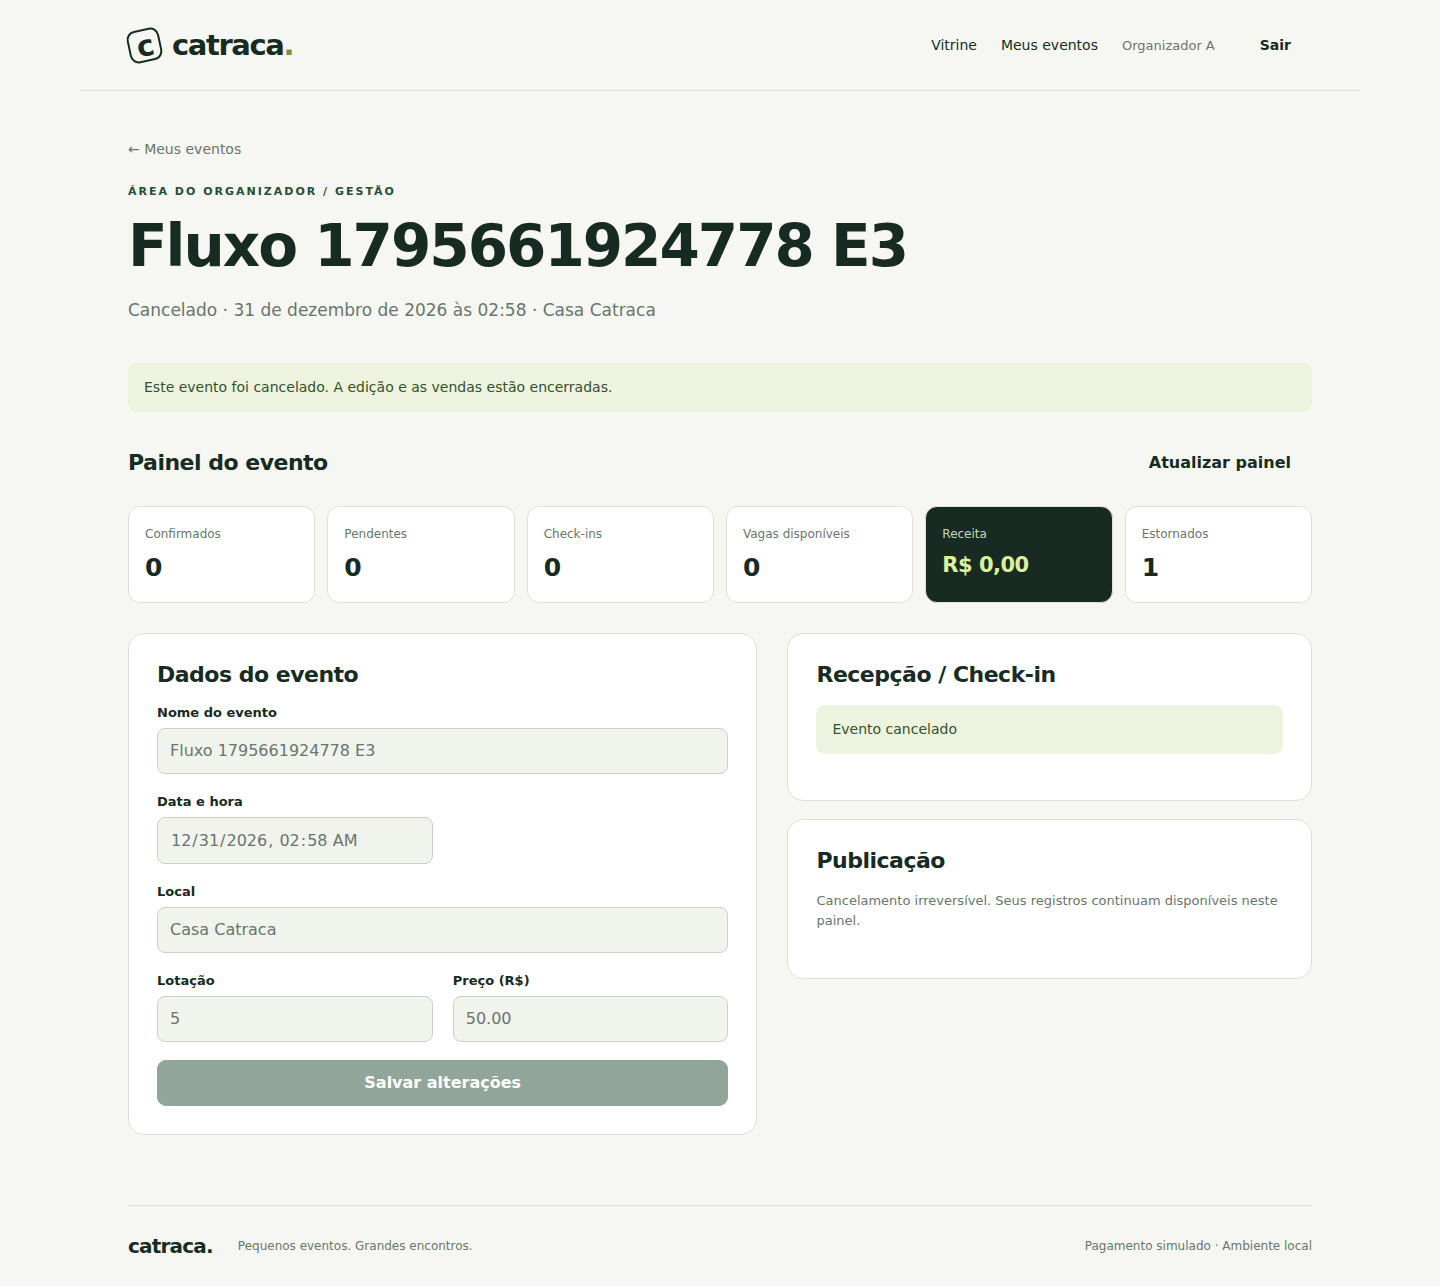 c catraca.
Vitrine Meus eventos Organizador A Sair
← Meus eventos
ÁREA DO ORGANIZADOR / GESTÃO
Fluxo 1795661924778 E3
Cancelado · 31 de dezembro de 2026 às 02:58 · Casa Catraca
Este evento foi cancelado. A edição e as vendas estão encerradas.
Painel do evento
Atualizar painel
Confirmados
0
Pendentes
0
Check-ins
0
Vagas disponíveis
0
Receita
R$ 0,00
Estornados
1
Dados do evento
Nome do evento
Fluxo 1795661924778 E3
Data e hora
12/31/2026, 02:58 AM
Local
Casa Catraca
Lotação
5
Preço (R$)
50.00
Salvar alterações
Recepção / Check-in
Evento cancelado
Publicação
Cancelamento irreversível. Seus registros continuam disponíveis neste
painel.
catraca.
Pequenos eventos. Grandes encontros.
Pagamento simulado · Ambiente local